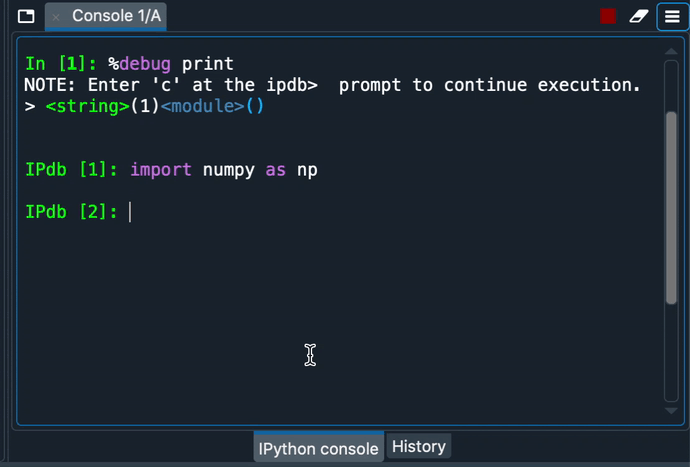 Console 1/A
In [1]: %debug print
NOTE: Enter 'c' at the ipdb>  prompt to continue execution.
> <string>(1)<module>()
IPdb [1]: import numpy as np
IPdb [2]:
IPython console
History